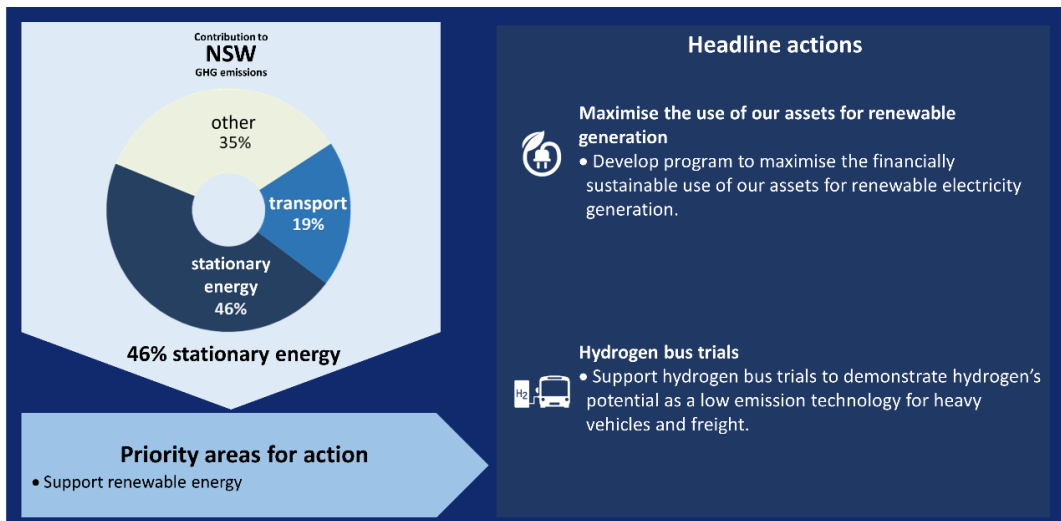 Contribution to
NSW
GHG emissions
other
35%
transport
19%
stationary
energy
46%
46% stationary energy
Priority areas for action
• Support renewable energy
Headline actions
Maximise the use of our assets for renewable
generation
• Develop program to maximise the financially
sustainable use of our assets for renewable electricity
generation.
Hydrogen bus trials
H2
• Support hydrogen bus trials to demonstrate hydrogen’s
potential as a low emission technology for heavy
vehicles and freight.